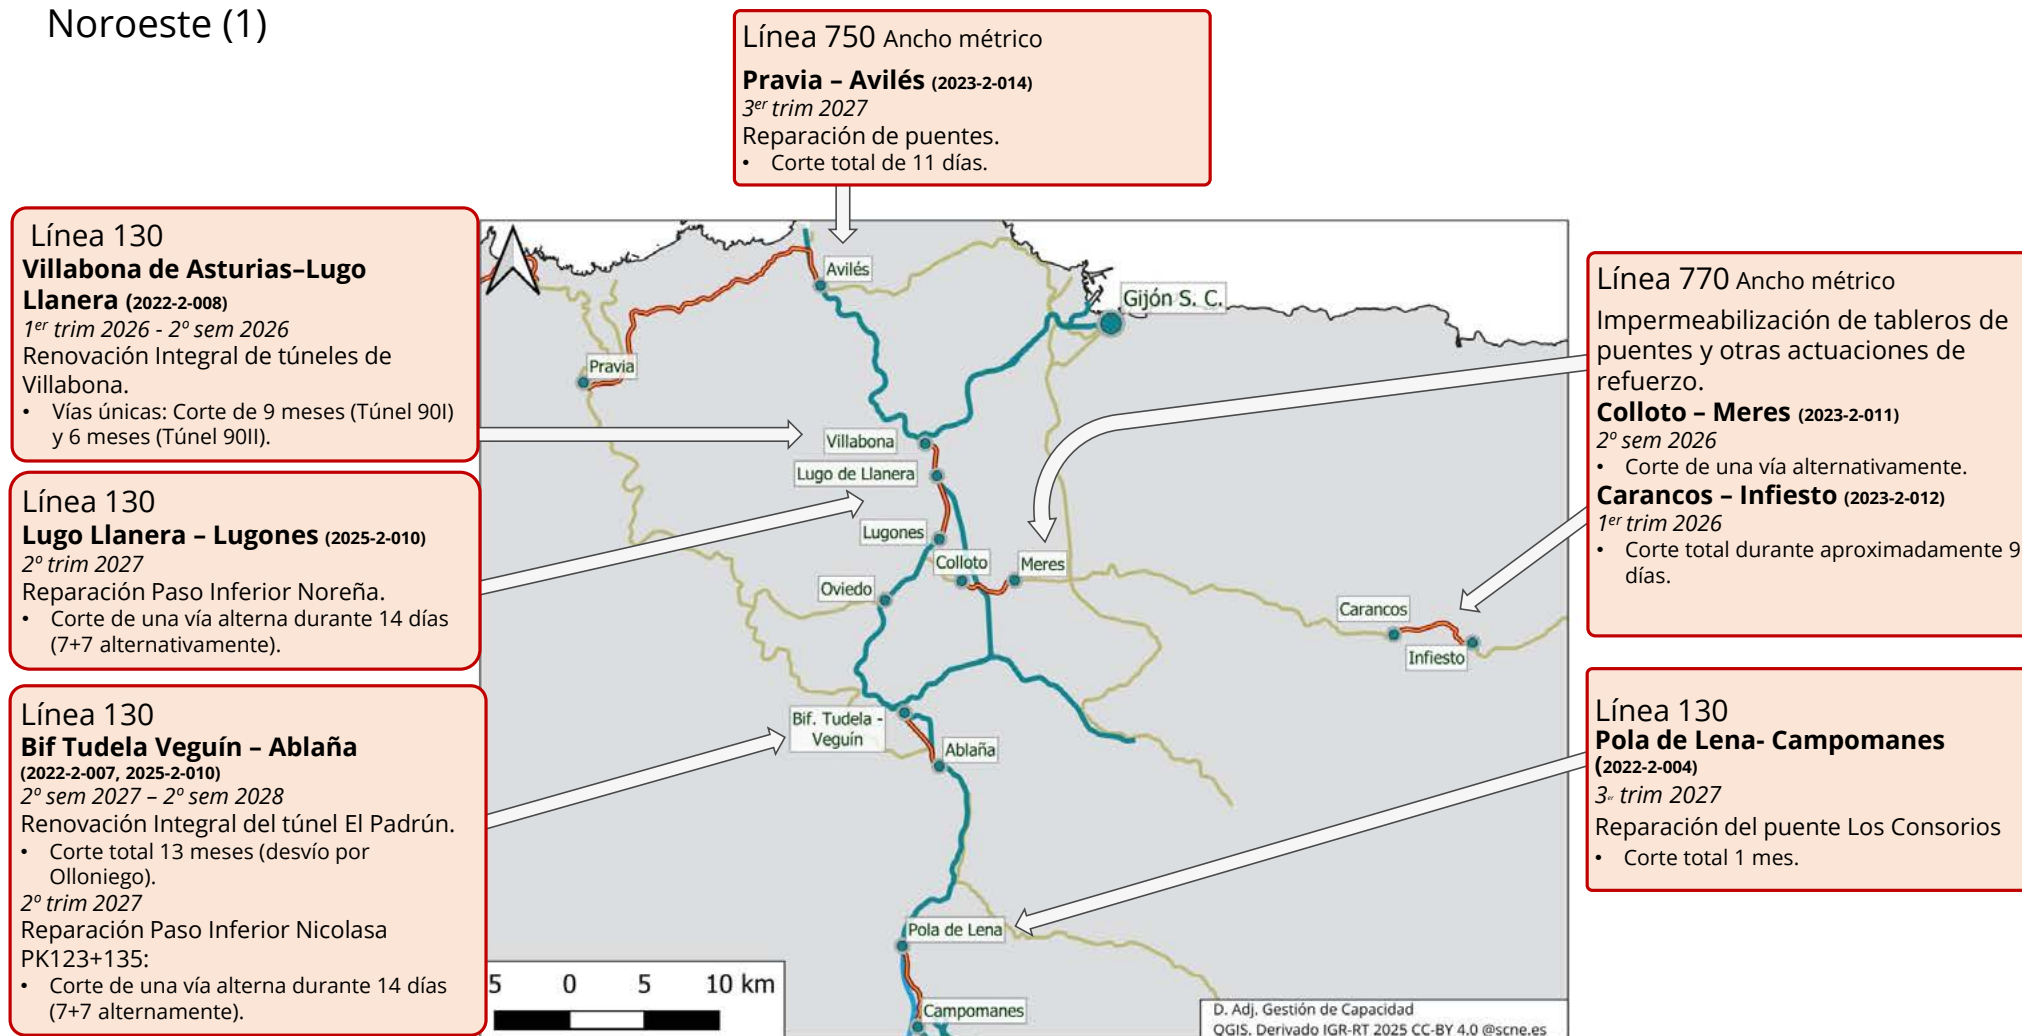 Noroeste (1)
Línea 750 Ancho métrico
Pravia – Avilés (2023-2-014)
3er trim 2027
Reparación de puentes.
• Corte total de 11 días.
Línea 130
Villabona de Asturias–Lugo
Llanera (2022-2-008)
1er trim 2026 - 2º sem 2026
Renovación Integral de túneles de
Villabona.
• Vías únicas: Corte de 9 meses (Túnel 90I)
y 6 meses (Túnel 90II).
Línea 130
Lugo Llanera – Lugones (2025-2-010)
2º trim 2027
Reparación Paso Inferior Noreña.
• Corte de una vía alterna durante 14 días
(7+7 alternativamente).
Línea 130
Bif Tudela Veguín – Ablaña
(2022-2-007, 2025-2-010)
2º sem 2027 – 2º sem 2028
Renovación Integral del túnel El Padrún.
• Corte total 13 meses (desvío por
Olloniego).
2º trim 2027
Reparación Paso Inferior Nicolasa
PK123+135:
• Corte de una vía alterna durante 14 días
(7+7 alternamente).
Línea 770 Ancho métrico
Impermeabilización de tableros de
puentes y otras actuaciones de
refuerzo.
Colloto – Meres (2023-2-011)
2º sem 2026
• Corte de una vía alternativamente.
Carancos – Infiesto (2023-2-012)
1er trim 2026
• Corte total durante aproximadamente 9
días.
Línea 130
Pola de Lena- Campomanes
(2022-2-004)
3er trim 2027
Reparación del puente Los Consorios
• Corte total 1 mes.
Avilés
Gijón S. C.
Pravia
Villabona
Lugo de Llanera
Lugones
Colloto
Meres
Oviedo
Carancos
Infiesto
Bif. Tudela -
Veguín
Ablaña
Pola de Lena
Campomanes
5 0 5 10 km
D. Adj. Gestión de Capacidad
QGIS. Derivado IGR-RT 2025 CC-BY 4.0 @scne.es